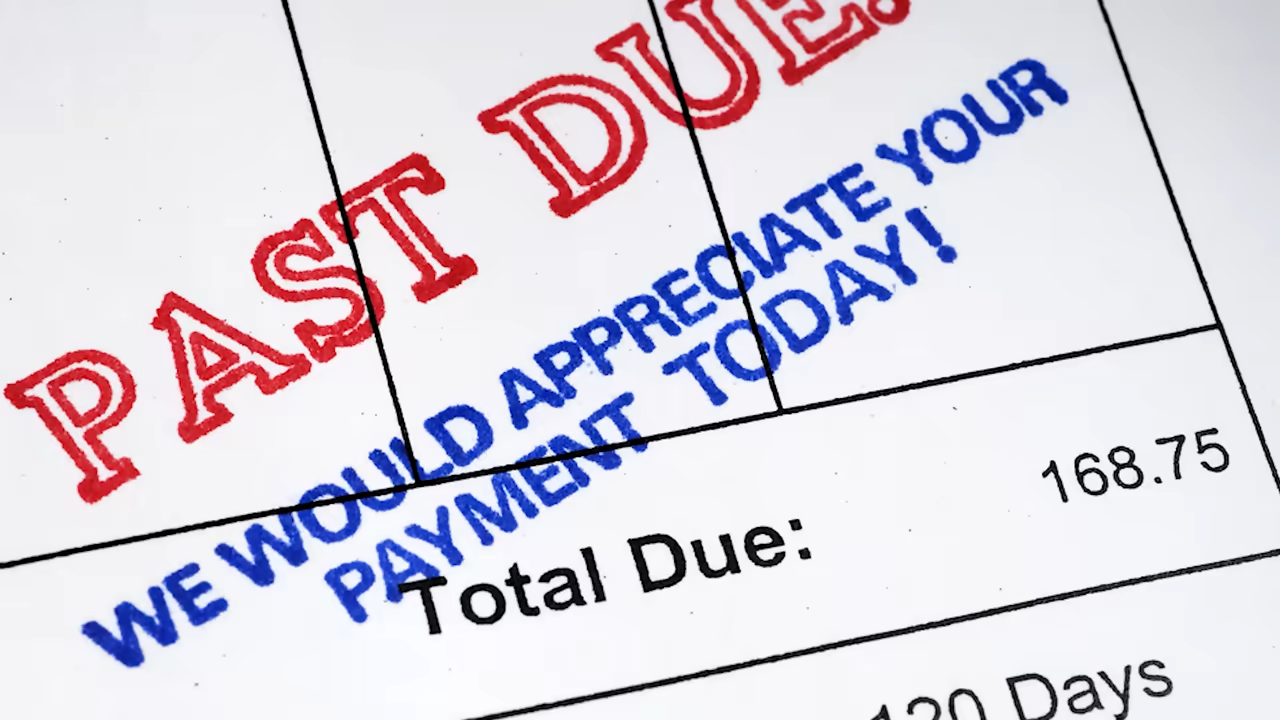 PAST DUE!
WE WOULD APPRECIATE YOUR
PAYMENT TODAY!
Total Due: 168.75
120 Days